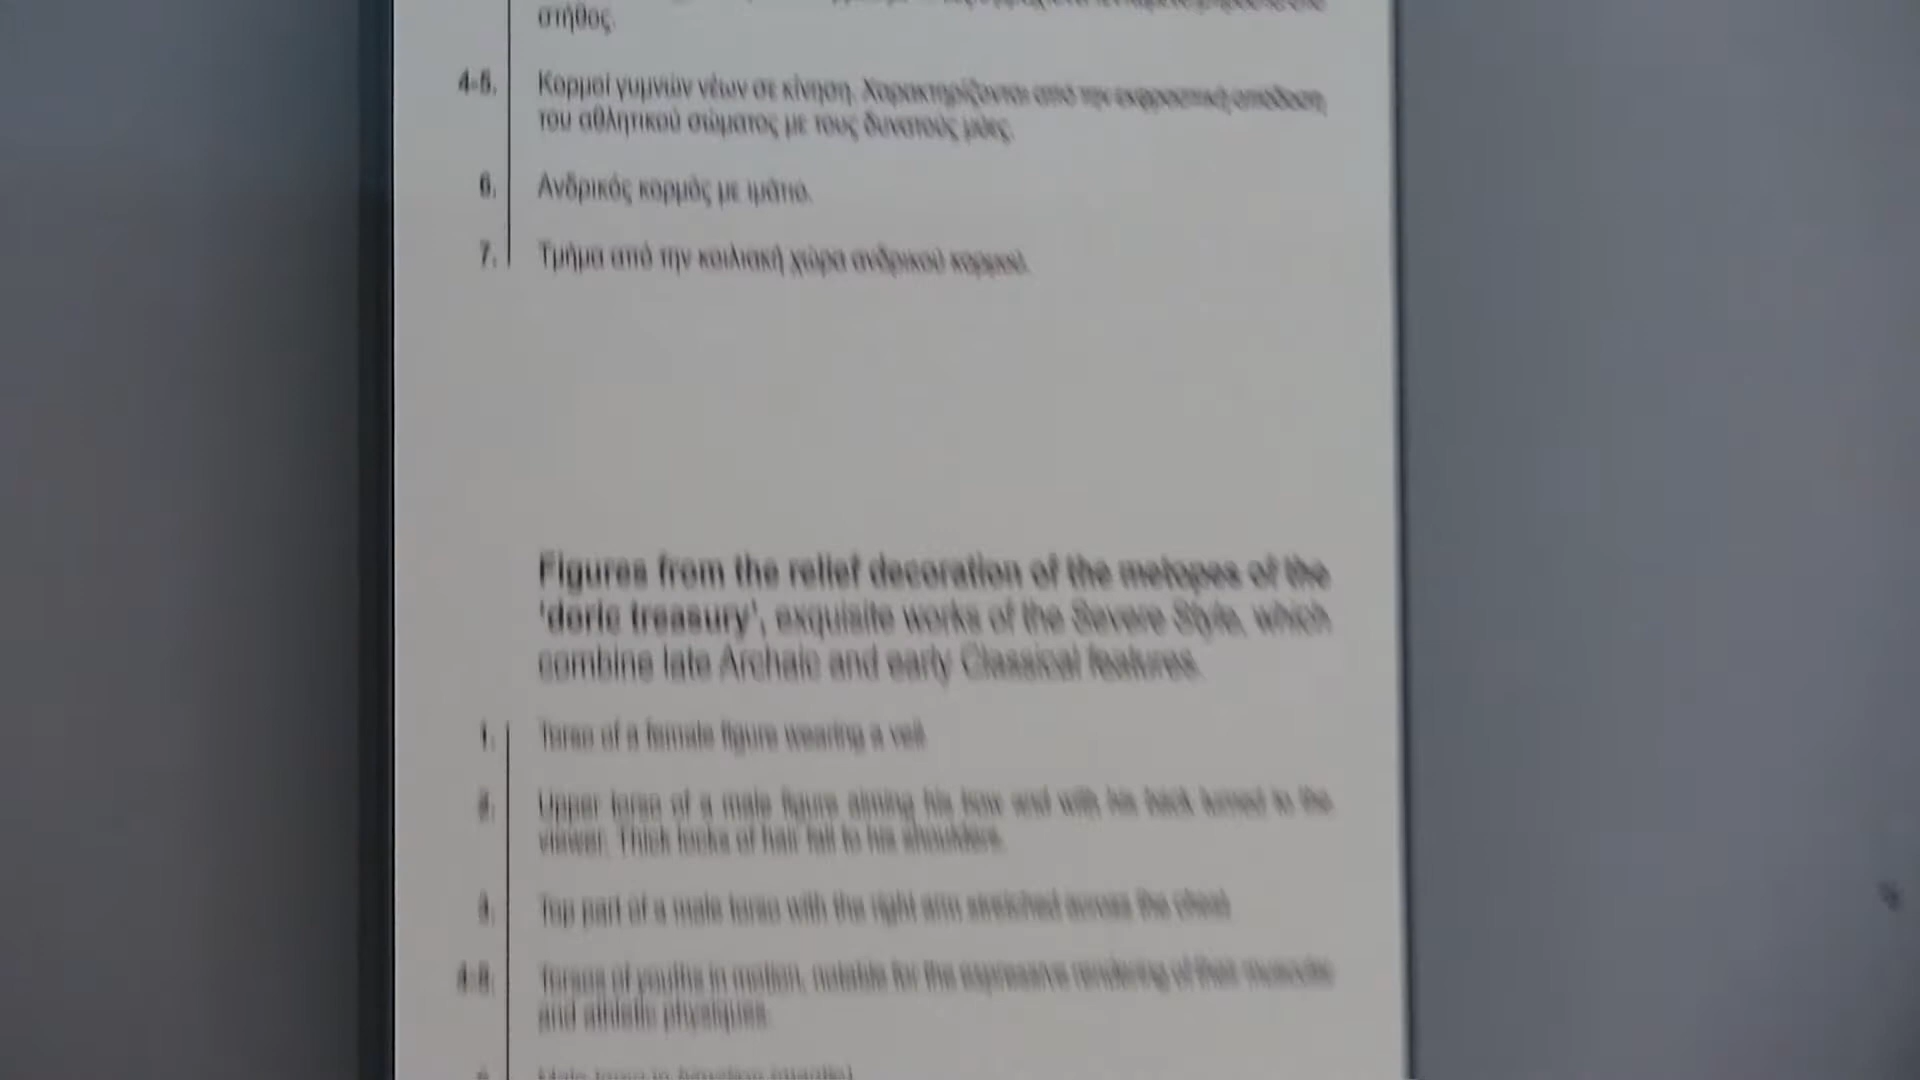 στήθος.
4-5. Κορμοί γυμνών νέων σε κίνηση. Χαρακτηρίζονται από την εκφραστική απόδοση
του αθλητικού σώματος με τους δυνατούς μύες.
6. Ανδρικός κορμός με ιμάτιο.
7. Τμήμα από την κοιλιακή χώρα ανδρικού κορμού.
Figures from the relief decoration of the metopes of the
'doric treasury', exquisite works of the Severe Style, which
combine late Archaic and early Classical features.
1. Torso of a female figure wearing a veil.
2. Upper torso of a male figure aiming his bow and with his back turned to the
viewer. Thick locks of hair fall to his shoulders.
3. Top part of a male torso with the right arm stretched across the chest.
4-5. Torsos of youths in motion, notable for the expressive rendering of their muscular
and athletic physiques.
Male torso in himation (mantle).